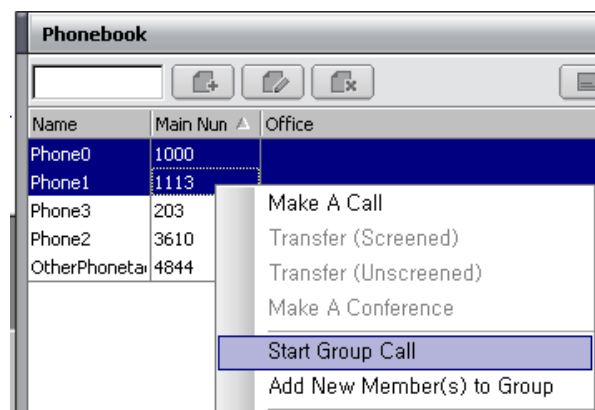 Phonebook
Name Main Nun Office
Phone0 1000
Phone1 1113
Phone3 203
Phone2 3610
OtherPhoneta 4844
Make A Call
Transfer (Screened)
Transfer (Unscreened)
Make A Conference
Start Group Call
Add New Member(s) to Group